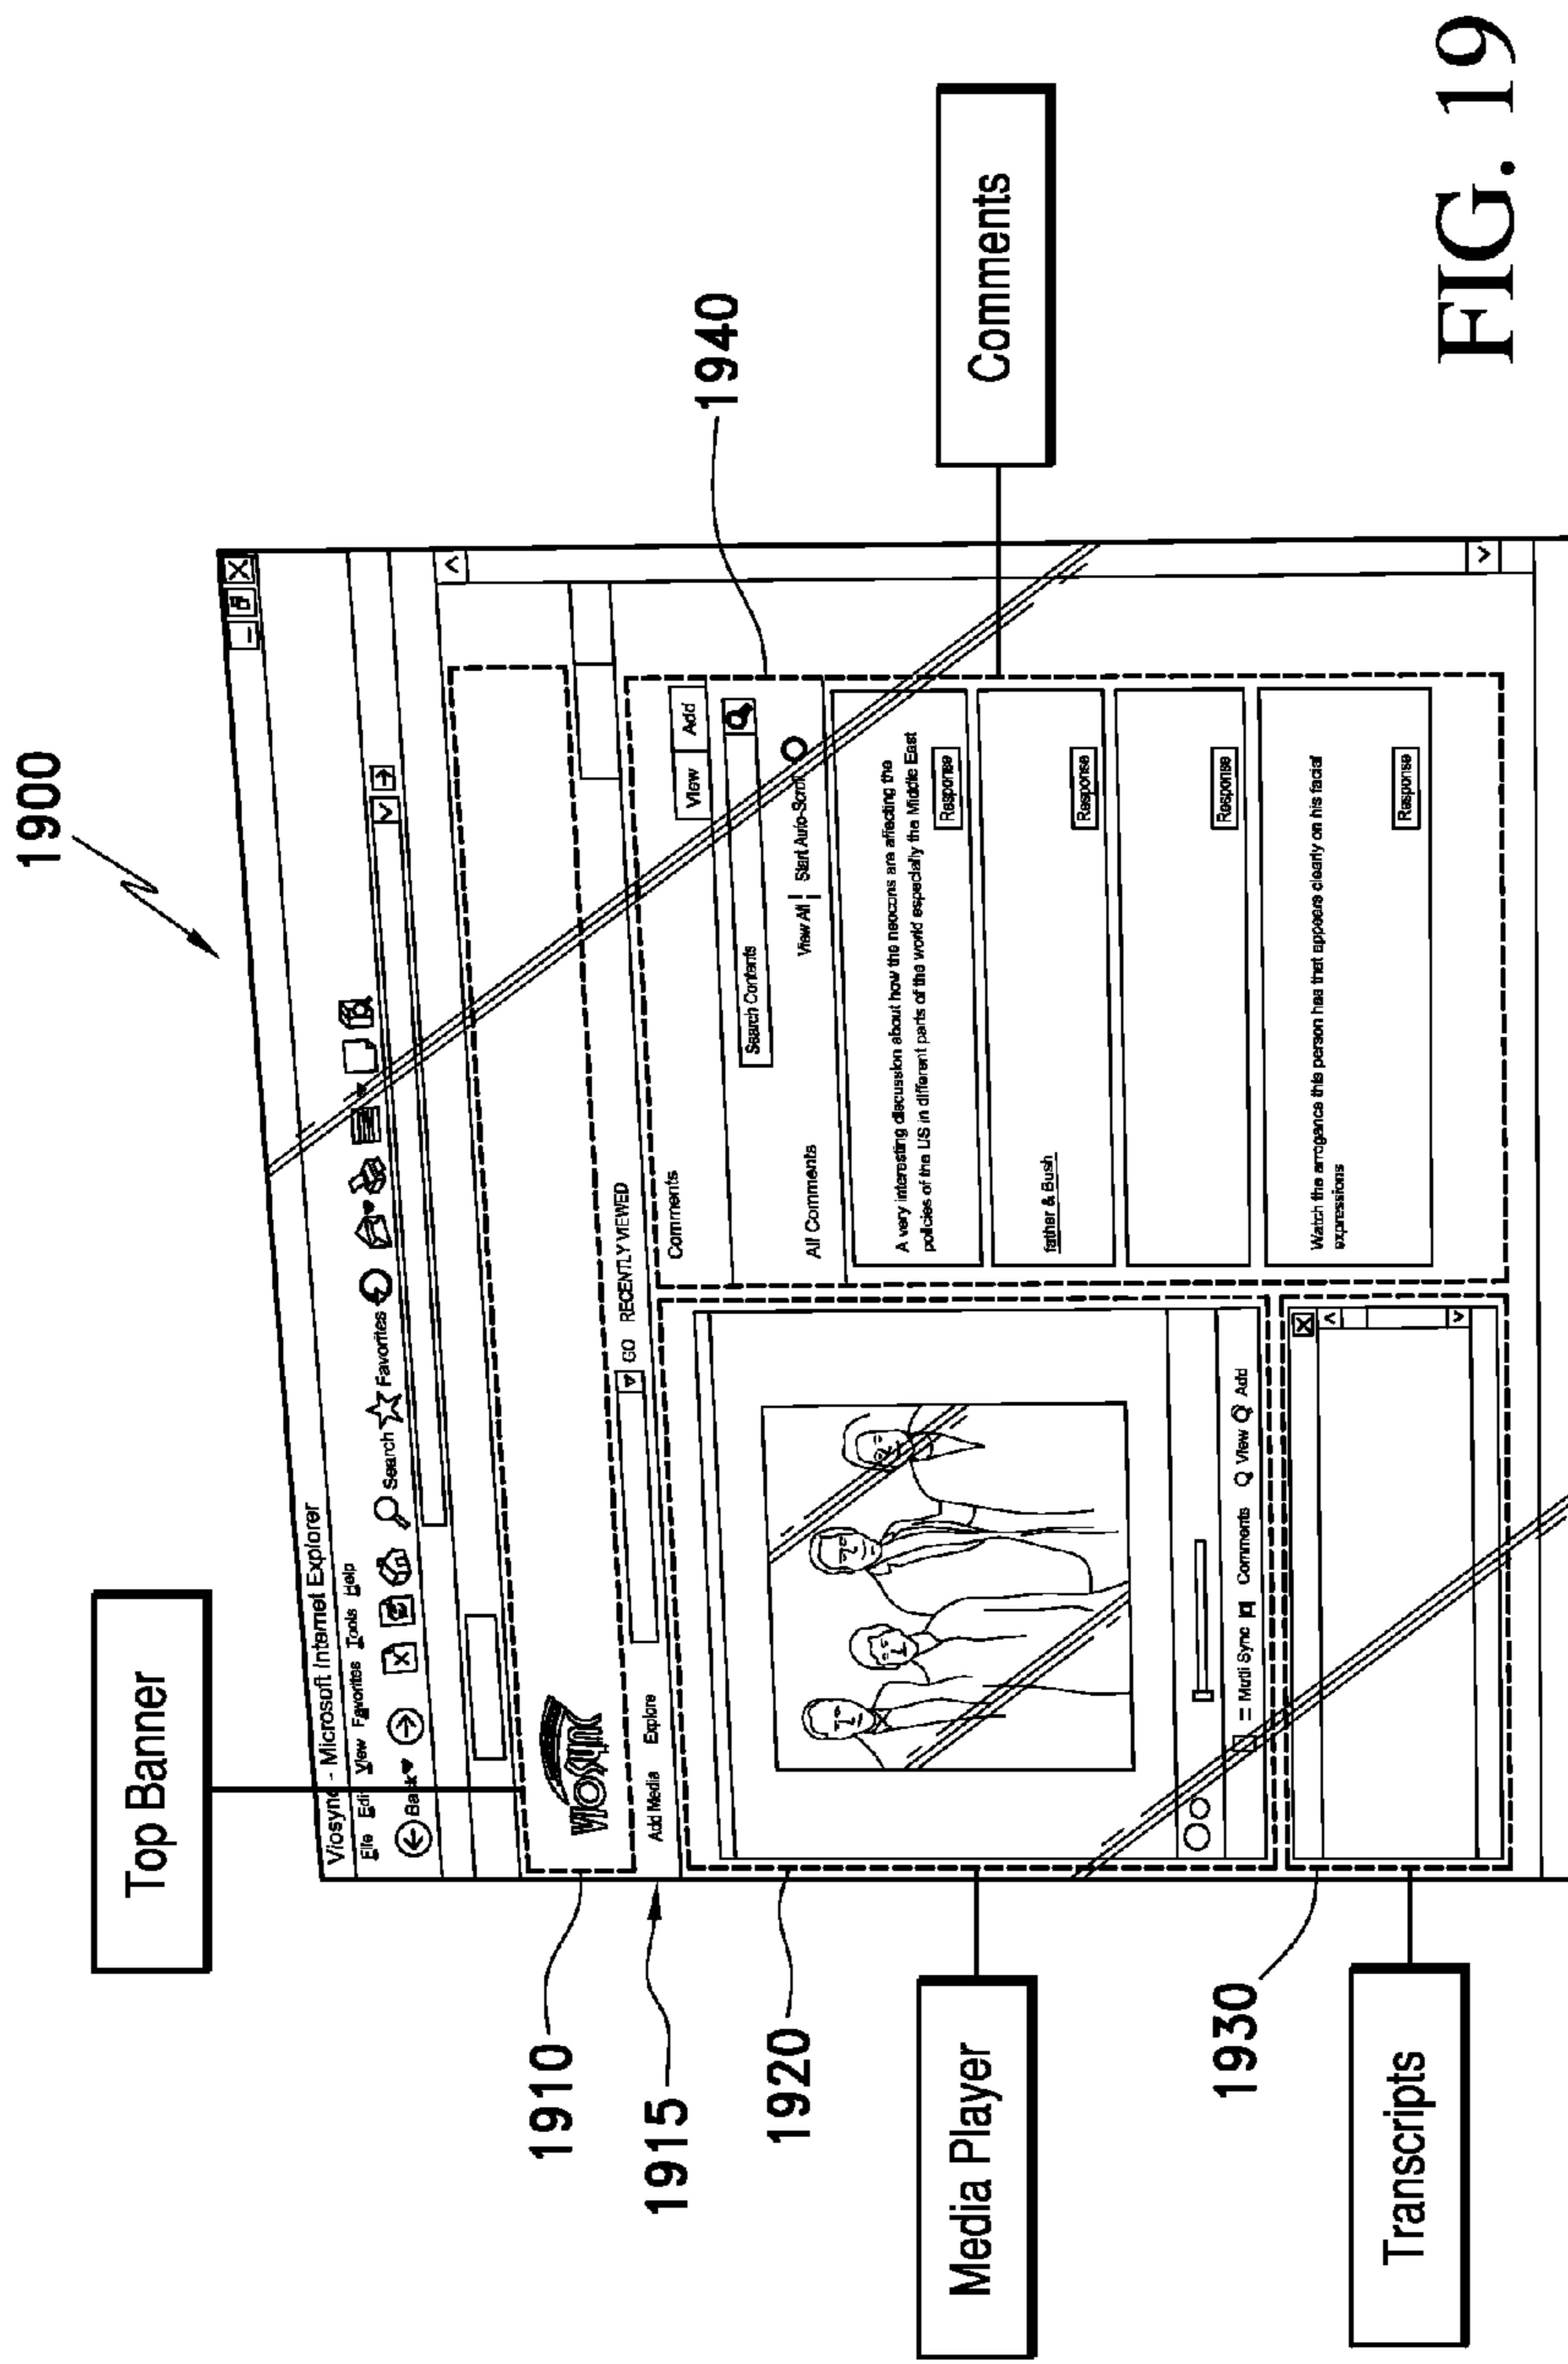 1900
Top Banner
Viosync - Microsoft Internet Explorer
File Edit View Favorites Tools Help
Back Search Favorites
1910
VIOSYNC
1915
Add Media Explore GO RECENTLY VIEWED
1920
Media Player
= Multi Sync Comments View Add
1930
Transcripts
1940
Comments
Comments View Add
Search Contents
All Comments View All | Start Auto-Scroll
A very interesting discussion about how the neocons are affecting the
policies of the US in different parts of the world especially the Middle East
Response
father & Bush
Response
Response
Watch the arrogance this person has that appears clearly on his facial
expressions
Response
FIG. 19